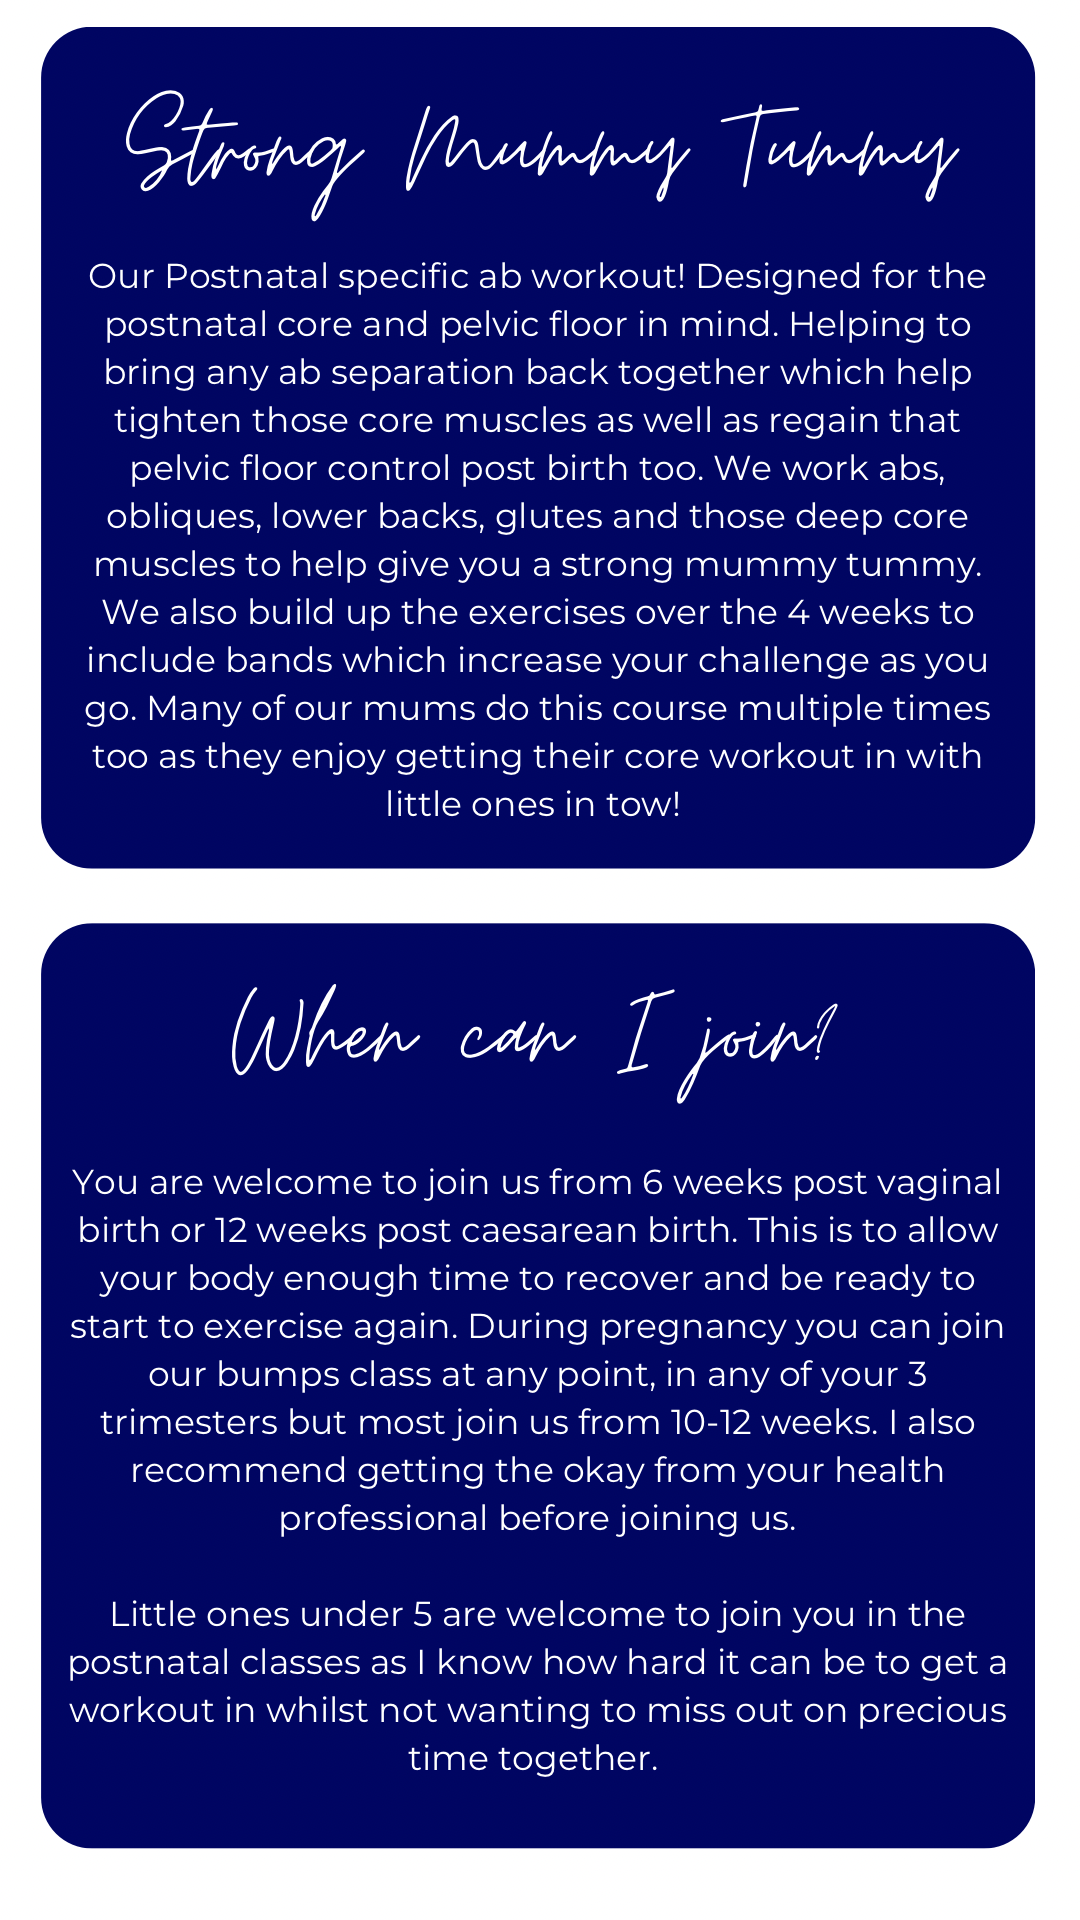 Strong Mummy Tummy
Our Postnatal specific ab workout! Designed for the
postnatal core and pelvic floor in mind. Helping to
bring any ab separation back together which help
tighten those core muscles as well as regain that
pelvic floor control post birth too. We work abs,
obliques, lower backs, glutes and those deep core
muscles to help give you a strong mummy tummy.
We also build up the exercises over the 4 weeks to
include bands which increase your challenge as you
go. Many of our mums do this course multiple times
too as they enjoy getting their core workout in with
little ones in tow!
When can I join?
You are welcome to join us from 6 weeks post vaginal
birth or 12 weeks post caesarean birth. This is to allow
your body enough time to recover and be ready to
start to exercise again. During pregnancy you can join
our bumps class at any point, in any of your 3
trimesters but most join us from 10-12 weeks. I also
recommend getting the okay from your health
professional before joining us.
Little ones under 5 are welcome to join you in the
postnatal classes as I know how hard it can be to get a
workout in whilst not wanting to miss out on precious
time together.